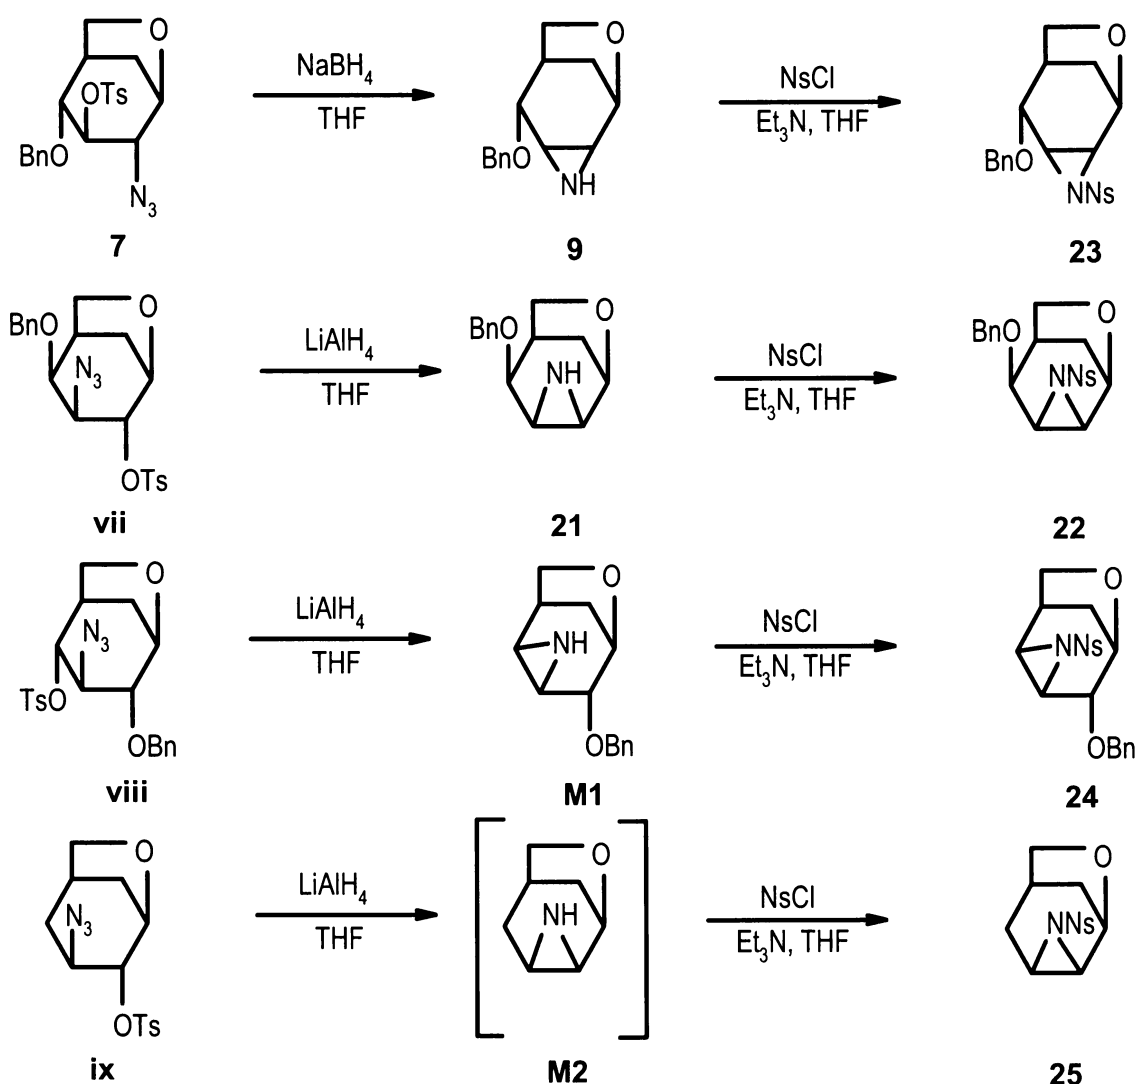 O
OTs
BnO
N3
7
NaBH4
THF
O
BnO
NH
9
NsCl
Et3N, THF
O
BnO
NNs
23
BnO
O
N3
OTs
vii
LiAlH4
THF
BnO
O
NH
21
NsCl
Et3N, THF
BnO
O
NNs
22
O
N3
TsO
OBn
viii
LiAlH4
THF
O
NH
OBn
M1
NsCl
Et3N, THF
O
NNs
OBn
24
O
N3
OTs
ix
LiAlH4
THF
O
NH
M2
NsCl
Et3N, THF
O
NNs
25